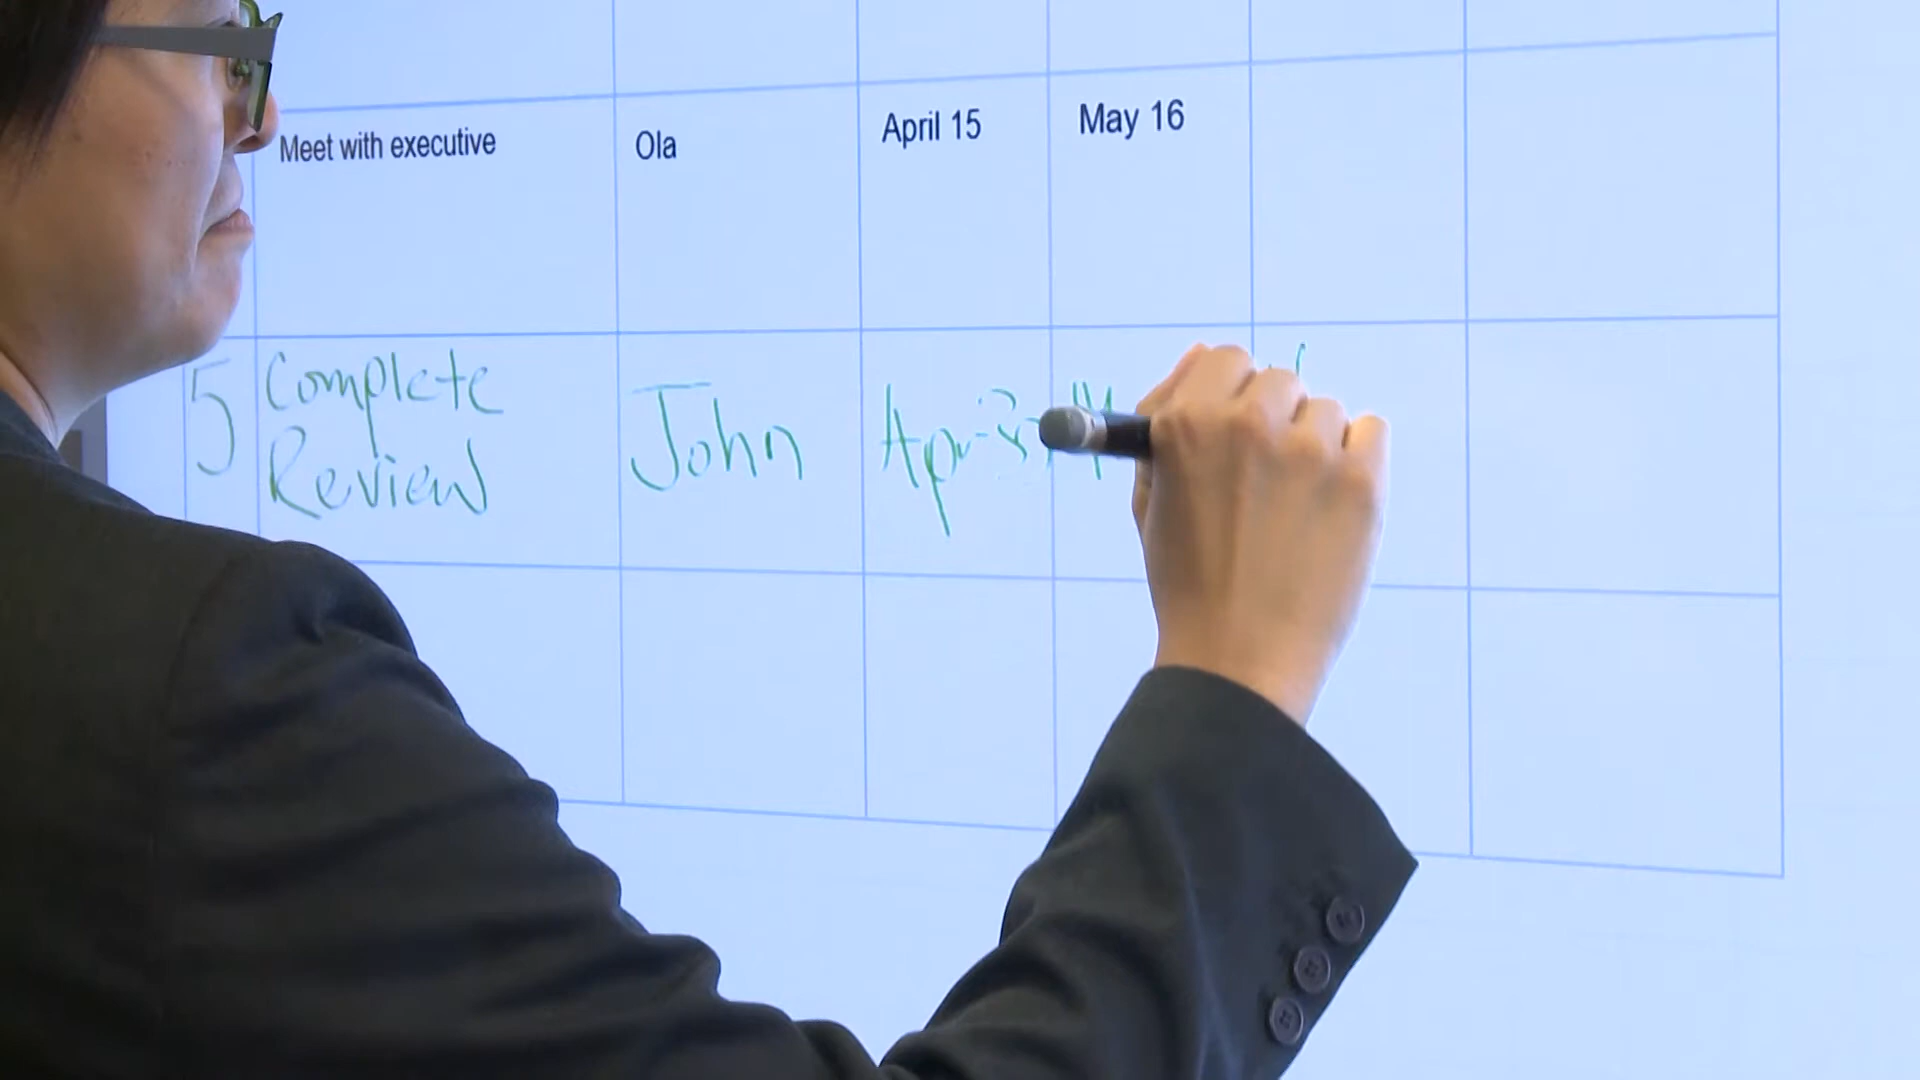 Meet with executive
Ola
April 15
May 16
5
Complete
Review
John